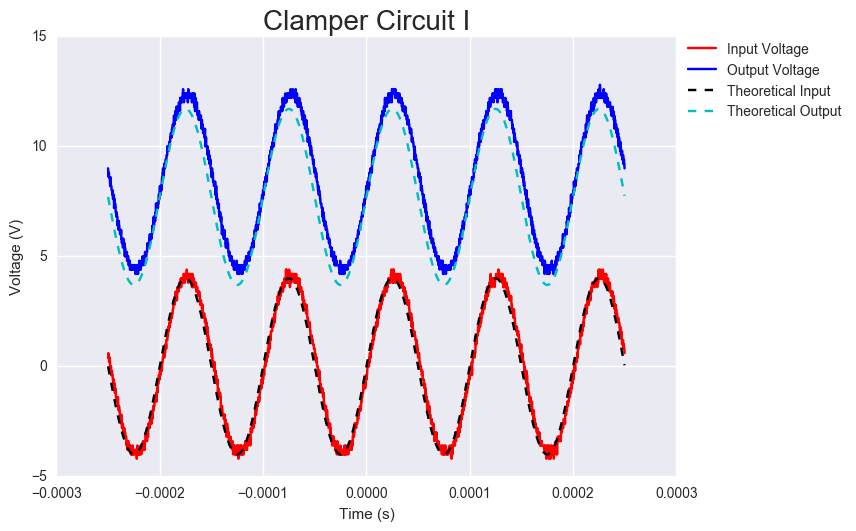 Clamper Circuit I
Input Voltage
Output Voltage
Theoretical Input
Theoretical Output
15
10
5
0
−5
Voltage (V)
−0.0003
−0.0002
−0.0001
0.0000
0.0001
0.0002
0.0003
Time (s)